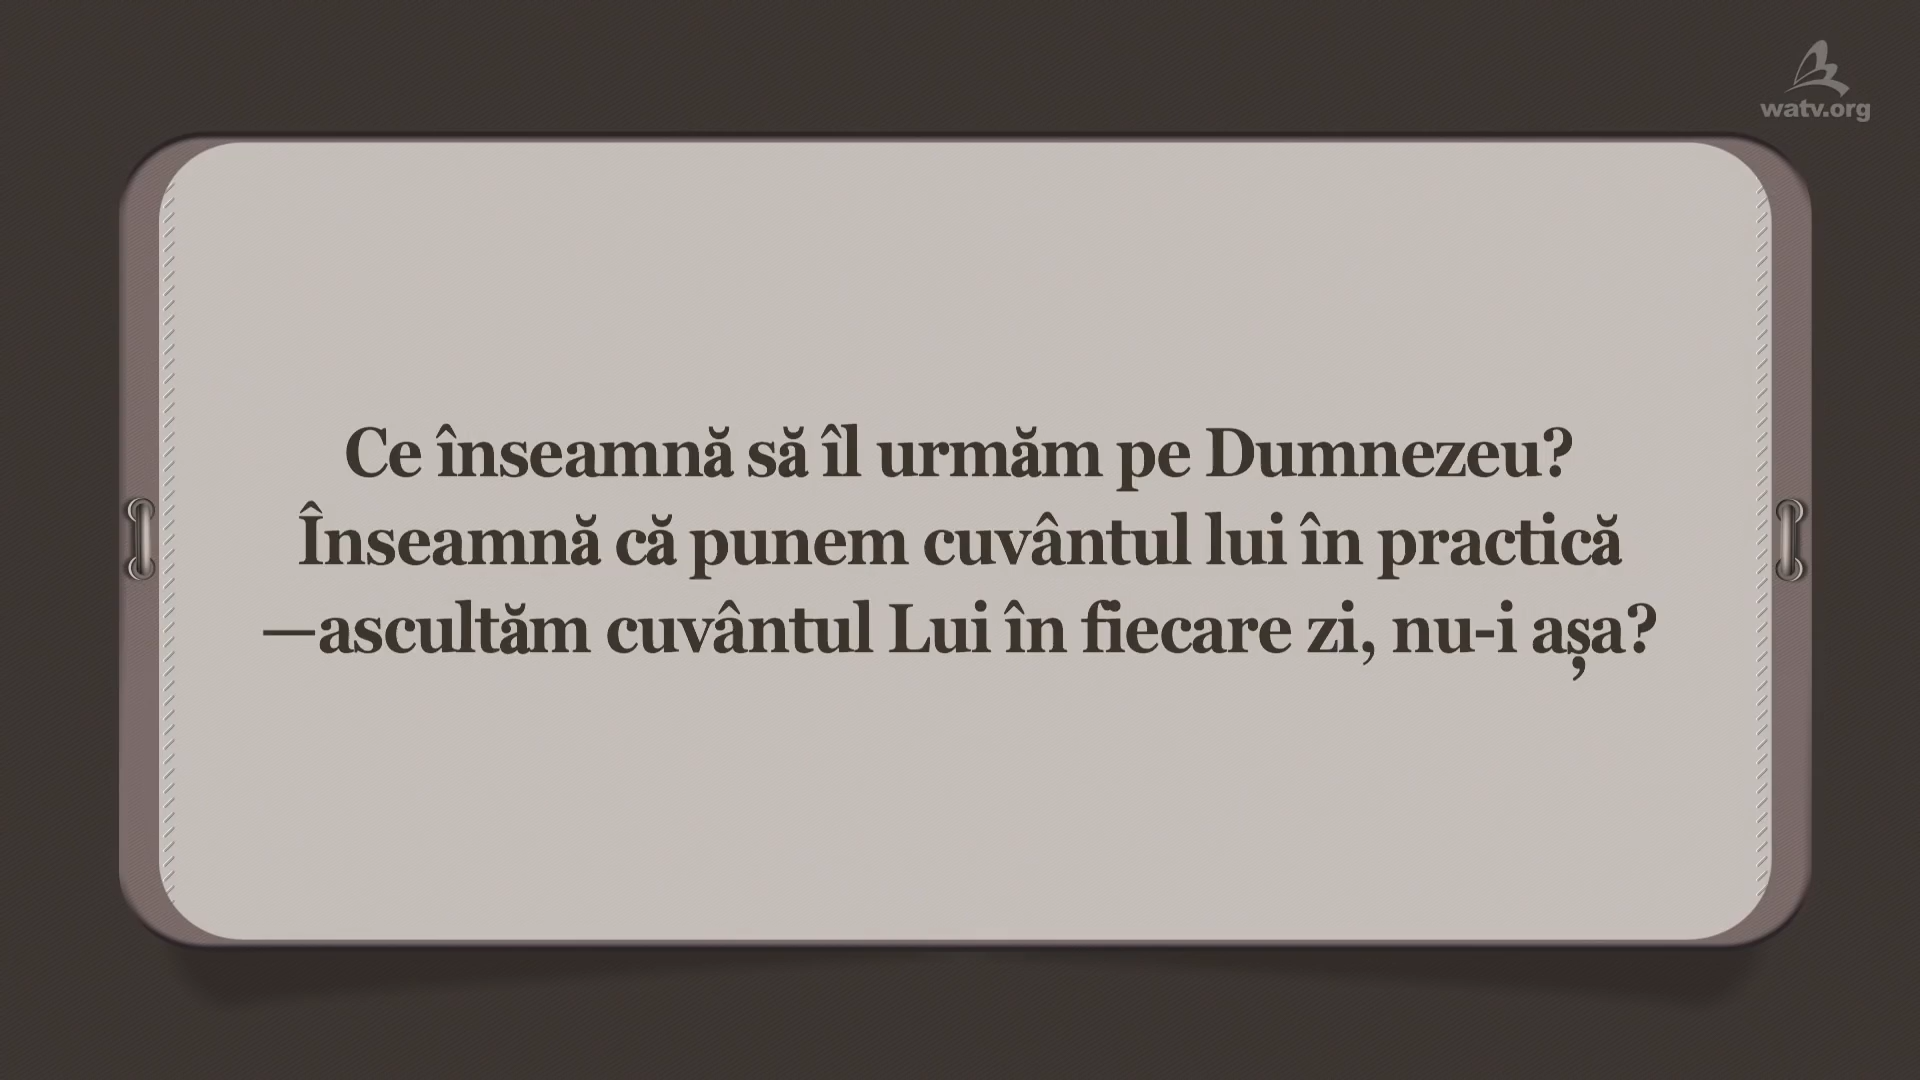 watv.org
Ce înseamnă să îl urmăm pe Dumnezeu?
Înseamnă că punem cuvântul lui în practică
—ascultăm cuvântul Lui în fiecare zi, nu-i așa?